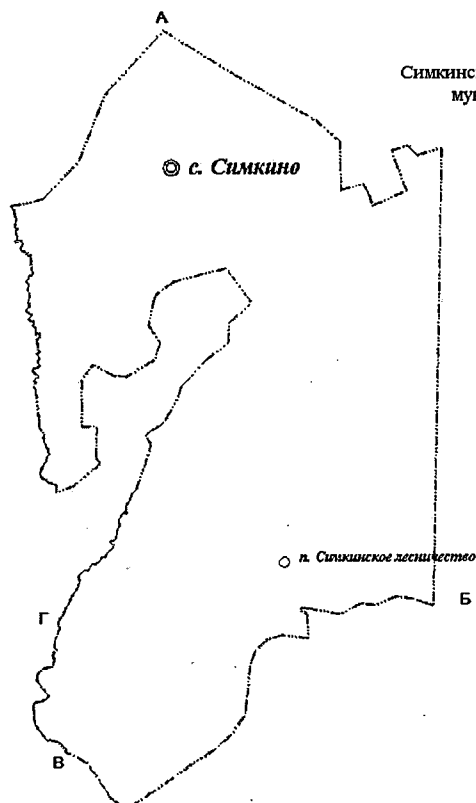 А
Симкинс
му
с. Симкино
п. Симкинское лесничество
Б
Г
В